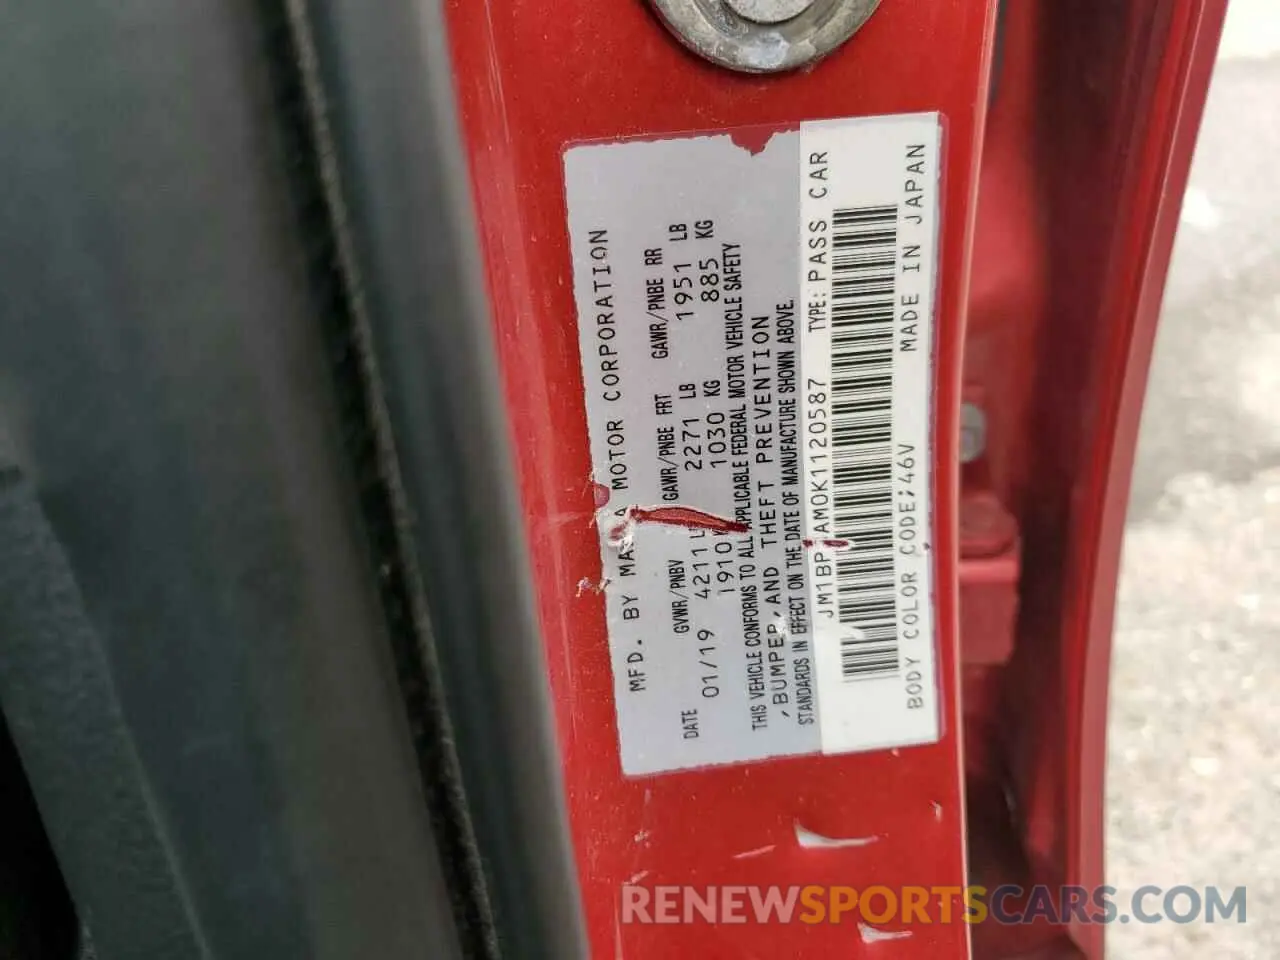 MFD. BY MAZDA MOTOR CORPORATION
DATE GVWR/PNBV GAWR/PNBE FRT GAWR/PNBE RR
01/19 4211 2271 LB 1951 LB
1910 1030 KG 885 KG
THIS VEHICLE CONFORMS TO ALL APPLICABLE FEDERAL MOTOR VEHICLE SAFETY
,BUMPER,AND THEFT PREVENTION
STANDARDS IN EFFECT ON THE DATE OF MANUFACTURE SHOWN ABOVE.
TYPE: PASS CAR
BODY COLOR CODE;46V MADE IN JAPAN
RENEWSPORTSCARS.COM